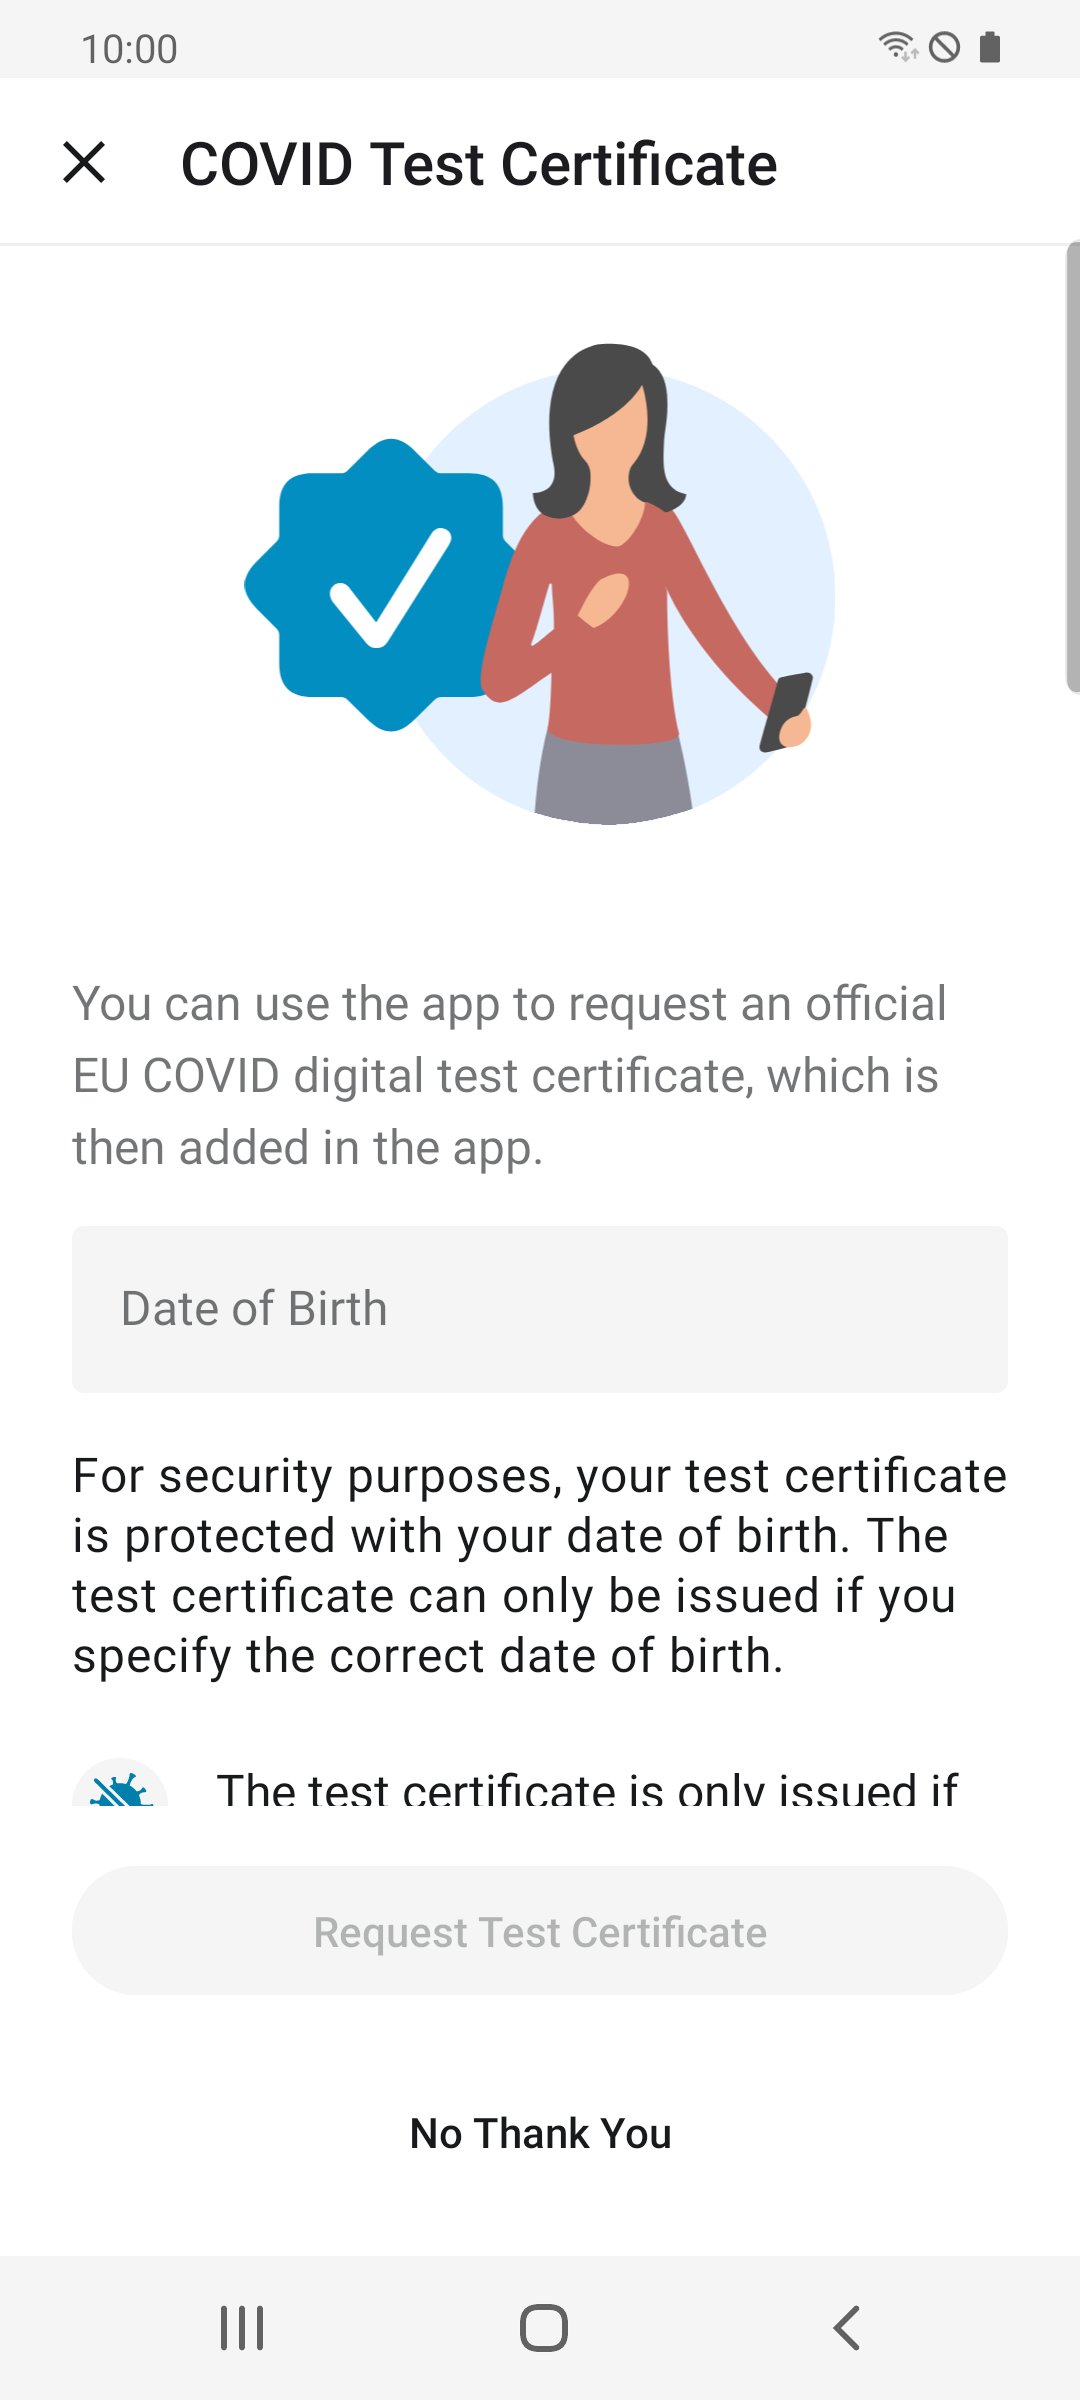 10:00
COVID Test Certificate
You can use the app to request an official
EU COVID digital test certificate, which is
then added in the app.
Date of Birth
For security purposes, your test certificate
is protected with your date of birth. The
test certificate can only be issued if you
specify the correct date of birth.
The test certificate is only issued if
Request Test Certificate
No Thank You